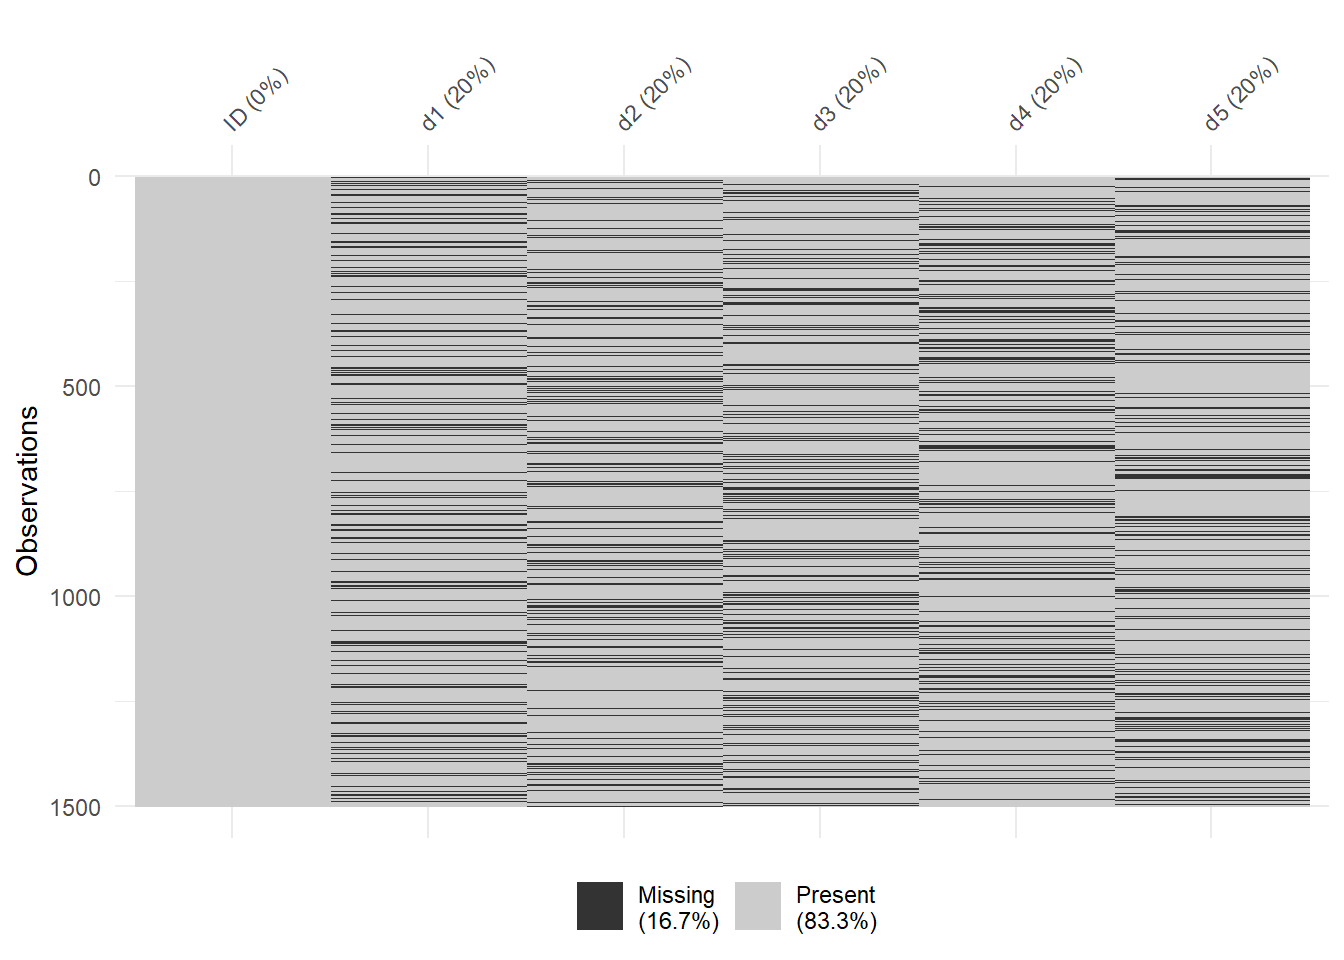 ID (0%)
d1 (20%)
d2 (20%)
d3 (20%)
d4 (20%)
d5 (20%)
0
500
1000
1500
Observations
Missing
(16.7%)
Present
(83.3%)